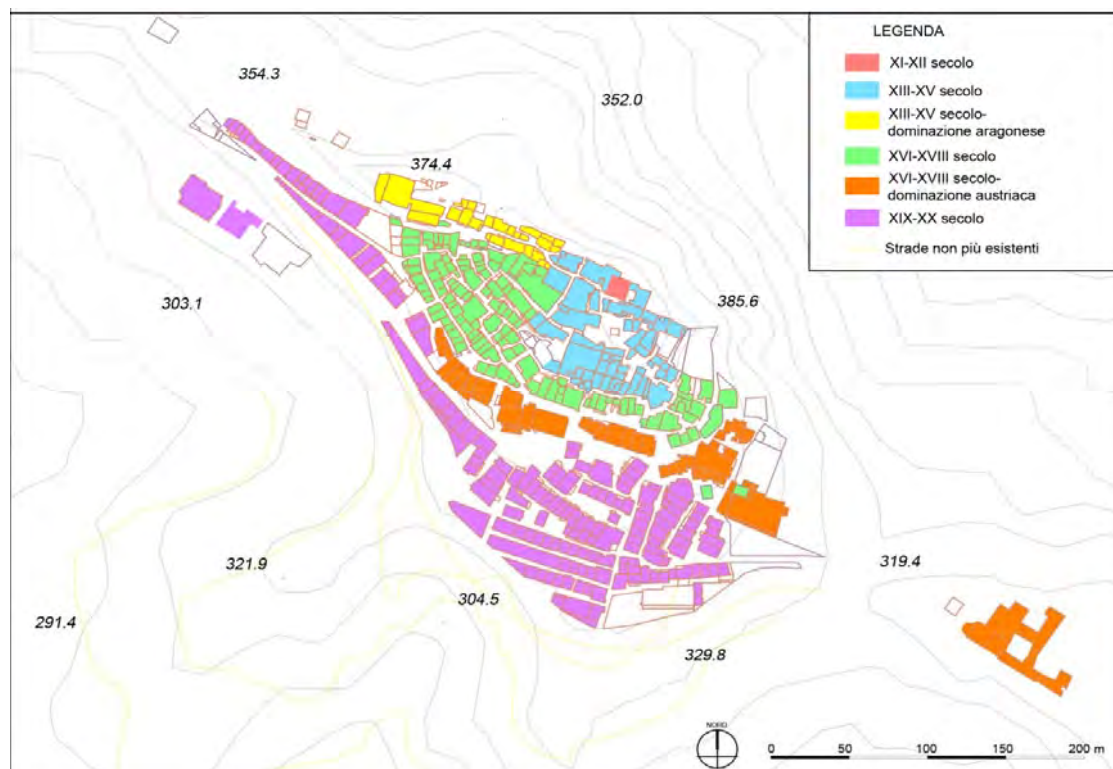 LEGENDA
XI-XII secolo
XIII-XV secolo
XIII-XV secolo-
dominazione aragonese
XVI-XVIII secolo
XVI-XVIII secolo-
dominazione austriaca
XIX-XX secolo
Strade non più esistenti
354.3
352.0
374.4
385.6
303.1
321.9
304.5
319.4
291.4
329.8
NORD
0 50 100 150 200 m